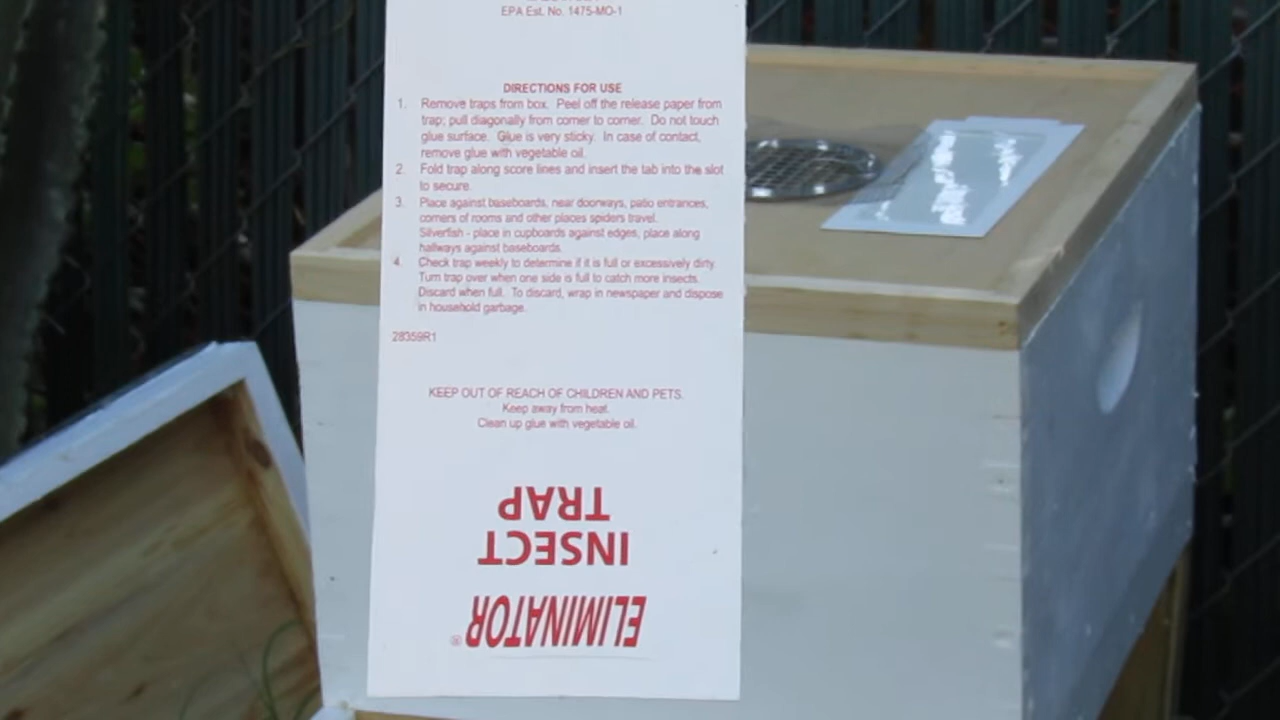 EPA Est. No. 1475-MO-1
DIRECTIONS FOR USE
1. Remove traps from box. Peel off the release paper from
trap; pull diagonally from corner to corner. Do not touch
glue surface. Glue is very sticky. In case of contact,
remove glue with vegetable oil.
2. Fold trap along score lines and insert the tab into the slot
to secure.
3. Place against baseboards, near doorways, patio entrances,
corners of rooms and other places spiders travel.
Silverfish - place in cupboards against edges, place along
hallways against baseboards.
4. Check trap weekly to determine if it is full or excessively dirty.
Turn trap over when one side is full to catch more insects.
Discard when full. To discard, wrap in newspaper and dispose
in household garbage.
28359R1
KEEP OUT OF REACH OF CHILDREN AND PETS.
Keep away from heat.
Clean up glue with vegetable oil.
ELIMINATOR®
INSECT
TRAP